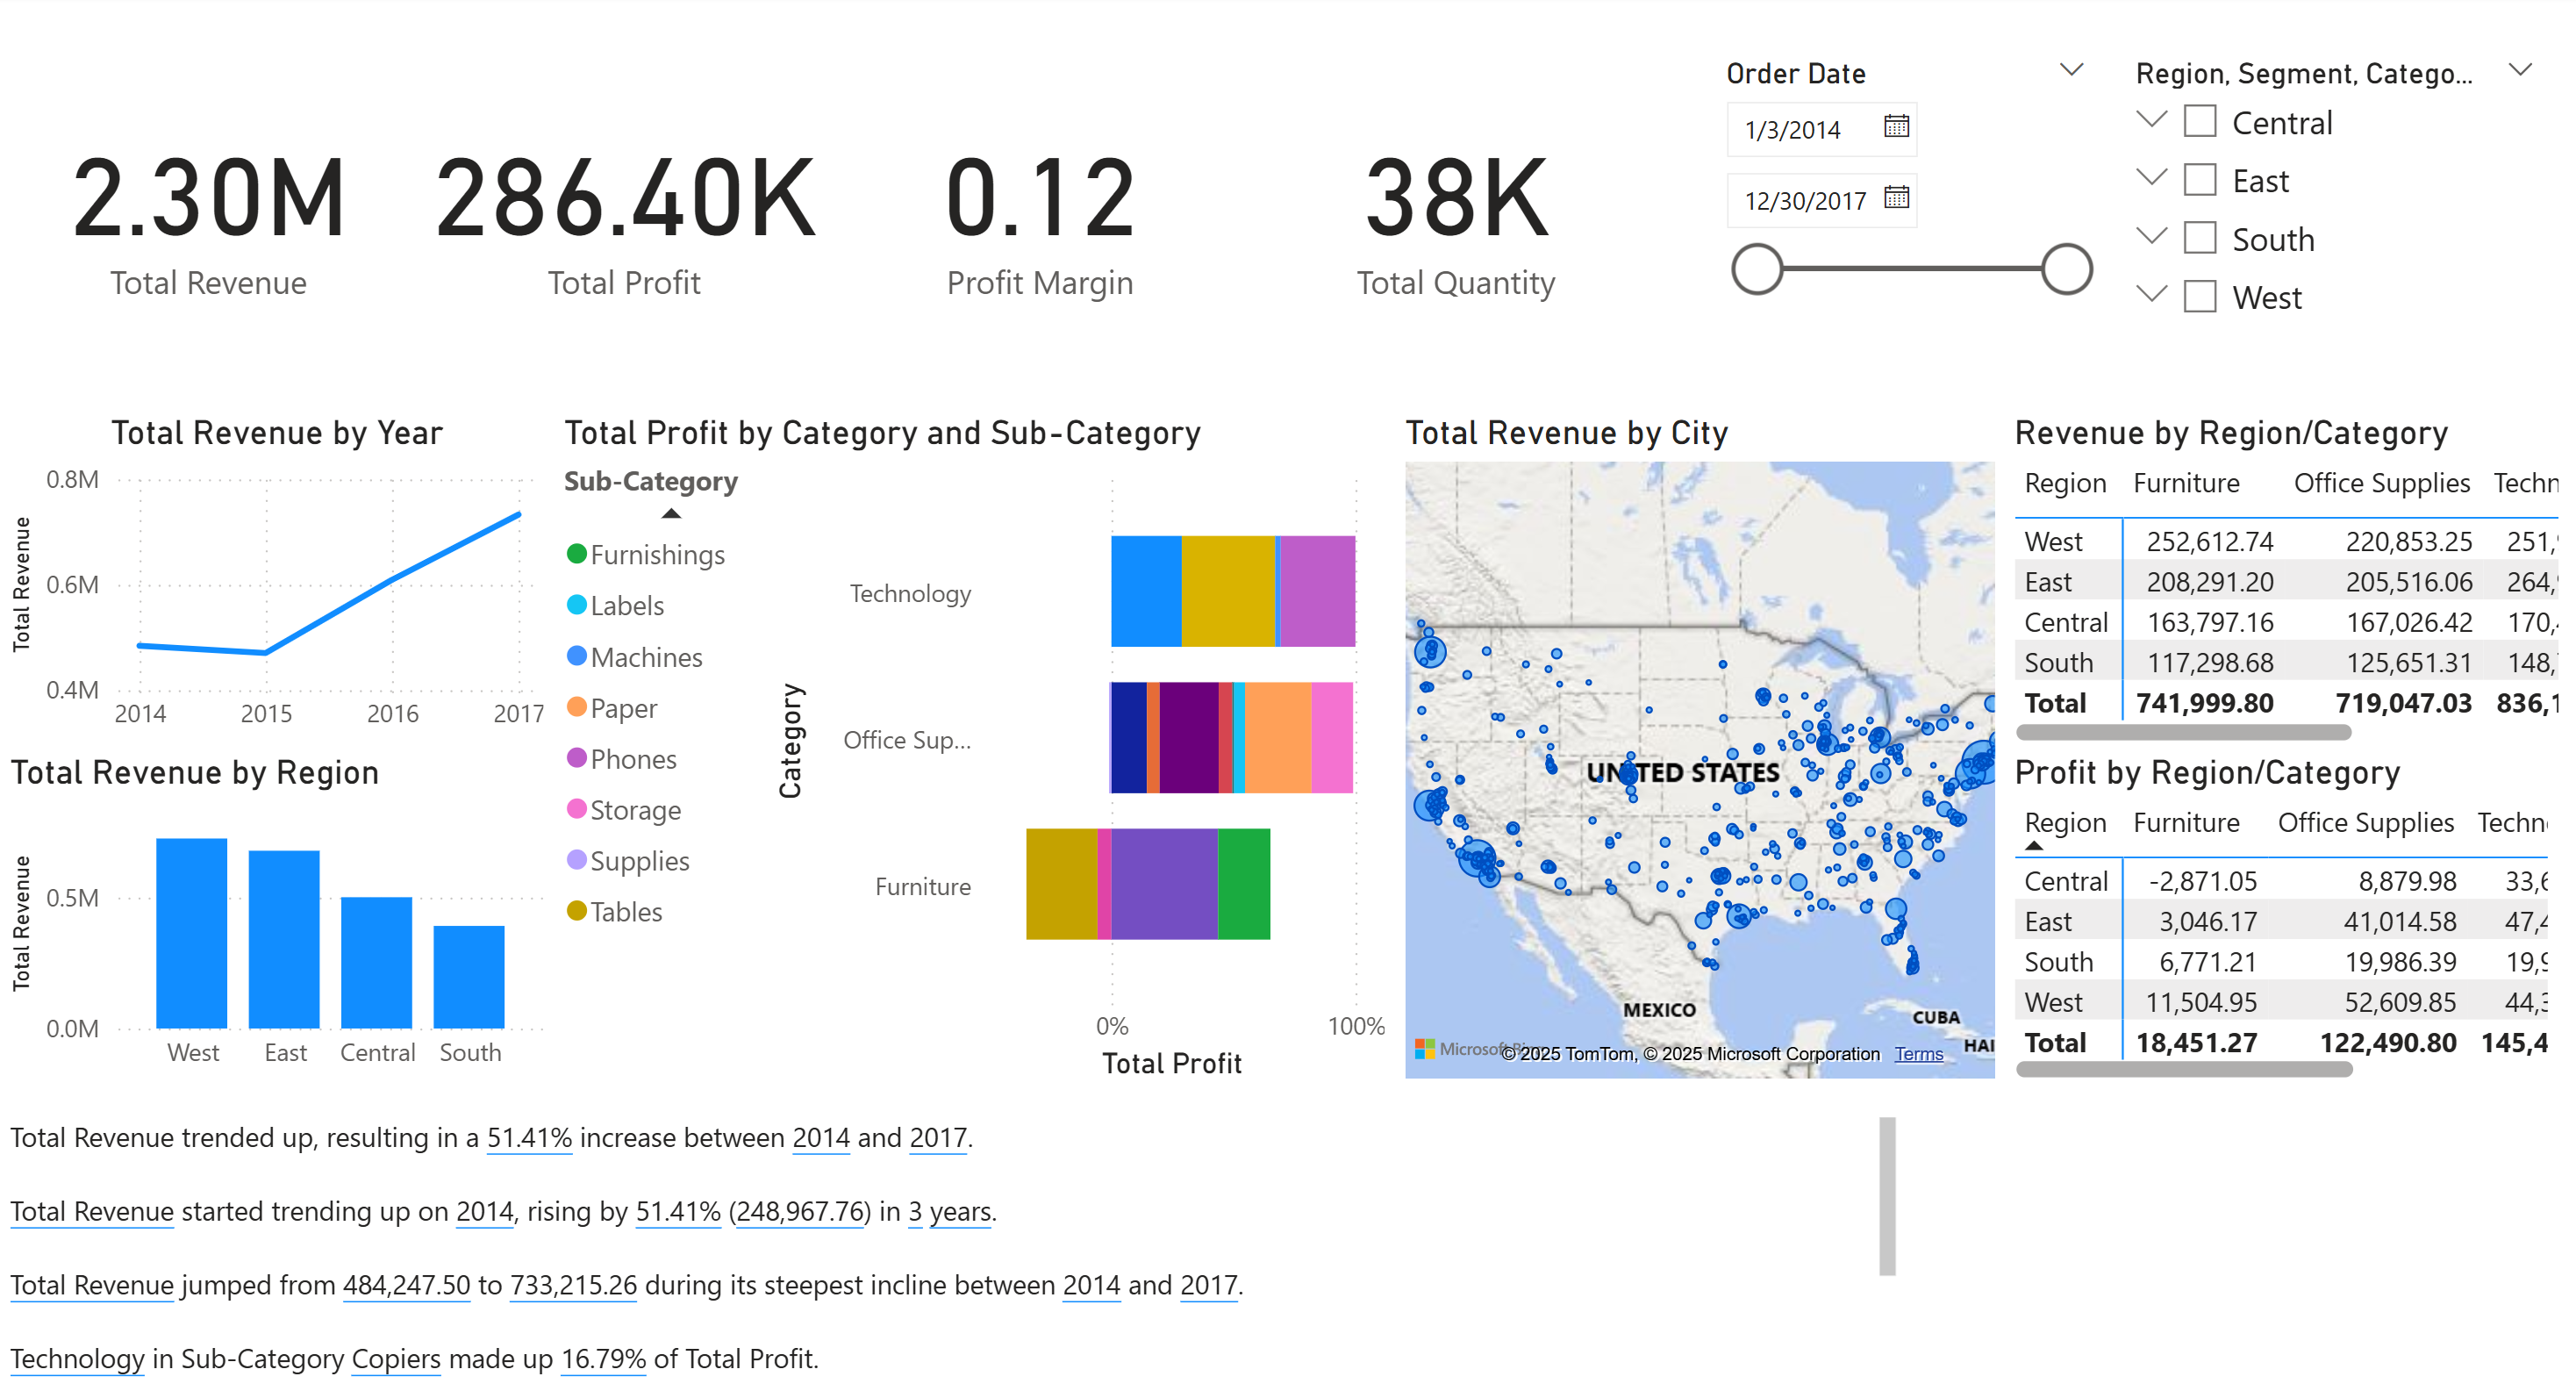 Order Date
1/3/2014
12/30/2017
Region, Segment, Catego...
Central
East
South
West
2.30M
Total Revenue
286.40K
Total Profit
0.12
Profit Margin
38K
Total Quantity
Total Revenue by Year
Total Revenue
0.8M
0.6M
0.4M
2014 2015 2016 2017
Total Revenue by Region
Total Revenue
0.5M
0.0M
West East Central South
Total Profit by Category and Sub-Category
Sub-Category
Furnishings
Labels
Machines
Paper
Phones
Storage
Supplies
Tables
Category
Technology
Office Sup...
Furniture
0% 100%
Total Profit
Total Revenue by City
UNITED STATES
MEXICO
CUBA
HAI
Microsoft Bing
© 2025 TomTom, © 2025 Microsoft Corporation Terms
Revenue by Region/Category
Region Furniture Office Supplies Techn
West 252,612.74 220,853.25 251,
East 208,291.20 205,516.06 264,
Central 163,797.16 167,026.42 170,
South 117,298.68 125,651.31 148,
Total 741,999.80 719,047.03 836,1
Profit by Region/Category
Region Furniture Office Supplies Techn
Central -2,871.05 8,879.98 33,6
East 3,046.17 41,014.58 47,4
South 6,771.21 19,986.39 19,9
West 11,504.95 52,609.85 44,3
Total 18,451.27 122,490.80 145,4
Total Revenue trended up, resulting in a 51.41% increase between 2014 and 2017.
Total Revenue started trending up on 2014, rising by 51.41% (248,967.76) in 3 years.
Total Revenue jumped from 484,247.50 to 733,215.26 during its steepest incline between 2014 and 2017.
Technology in Sub-Category Copiers made up 16.79% of Total Profit.